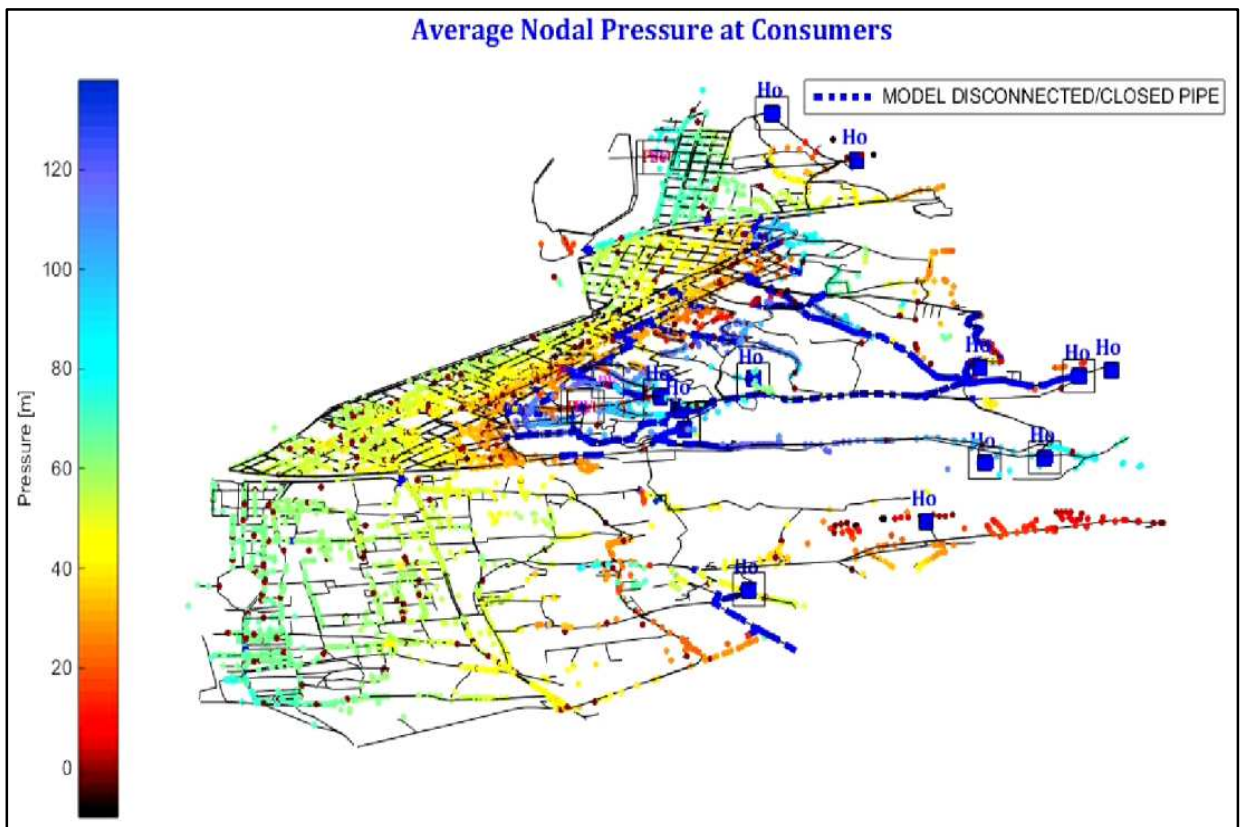 Average Nodal Pressure at Consumers
MODEL DISCONNECTED/CLOSED PIPE
Ho
Ho
Ho
Ho
Ho
Ho
Ho
Ho
Ho
Ho
Ho
Ho
Pressure [m]
120
100
80
60
40
20
0